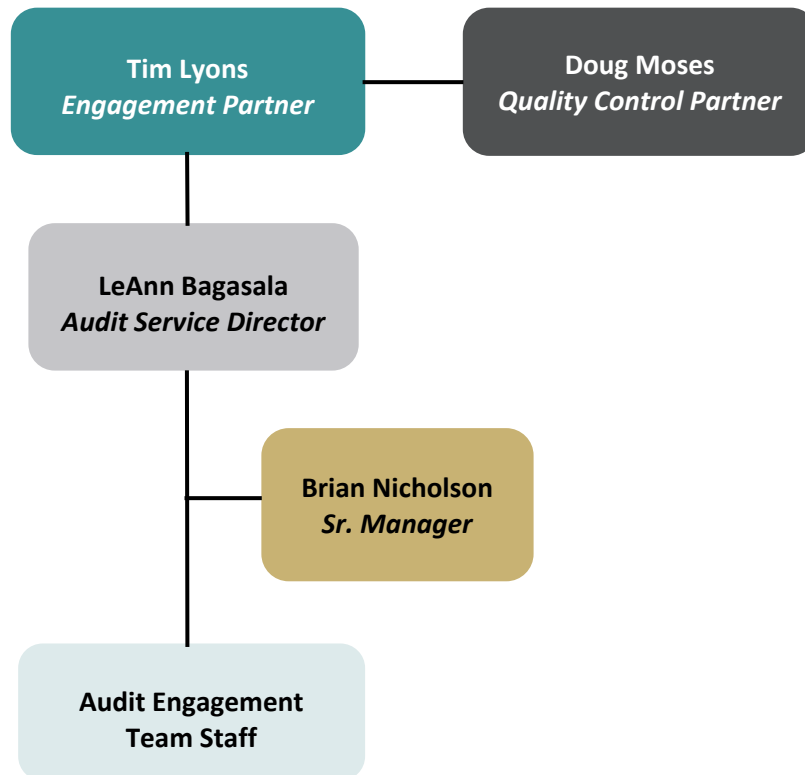 Tim Lyons
Engagement Partner
Doug Moses
Quality Control Partner
LeAnn Bagasala
Audit Service Director
Brian Nicholson
Sr. Manager
Audit Engagement
Team Staff